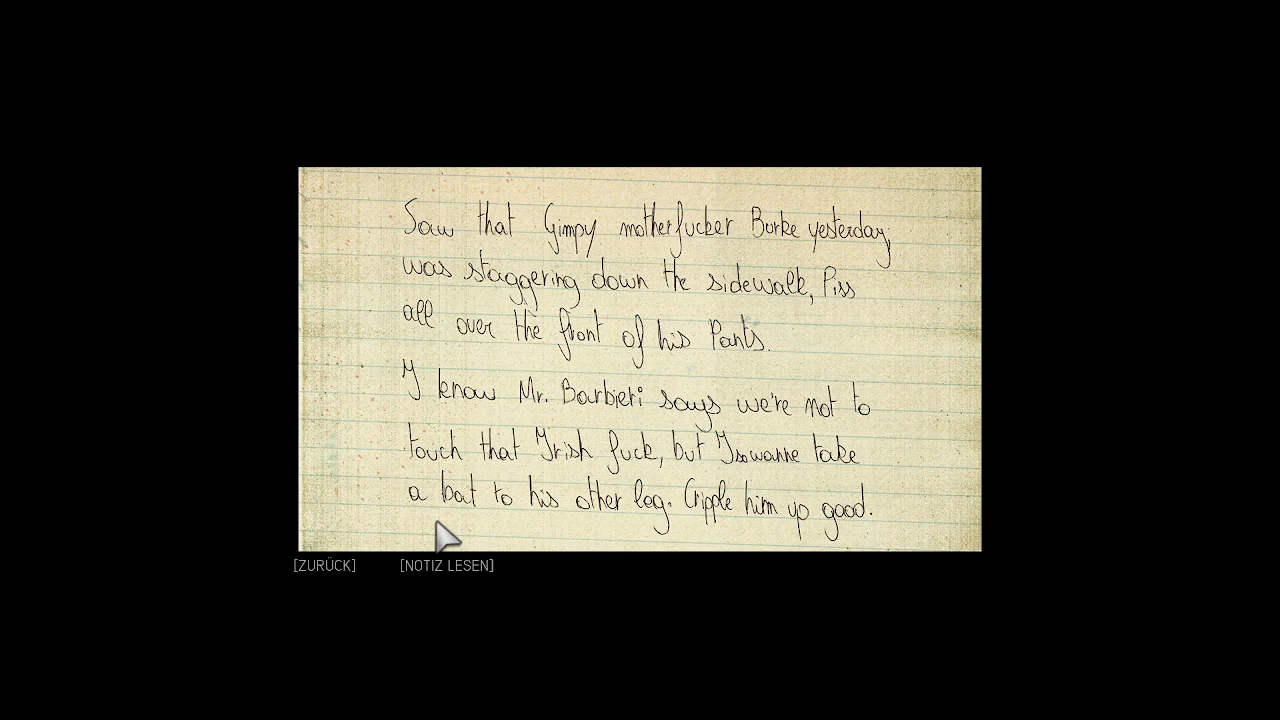 Saw that Gimpy motherfucker Burke yesterday,
was staggering down the sidewalk, Piss
all over the front of his Pants.
I know Mr. Barbieri says we're not to
touch that Irish fuck, but I sowanne take
a bat to his other leg. Cripple him up good.
[ZURÜCK] [NOTIZ LESEN]